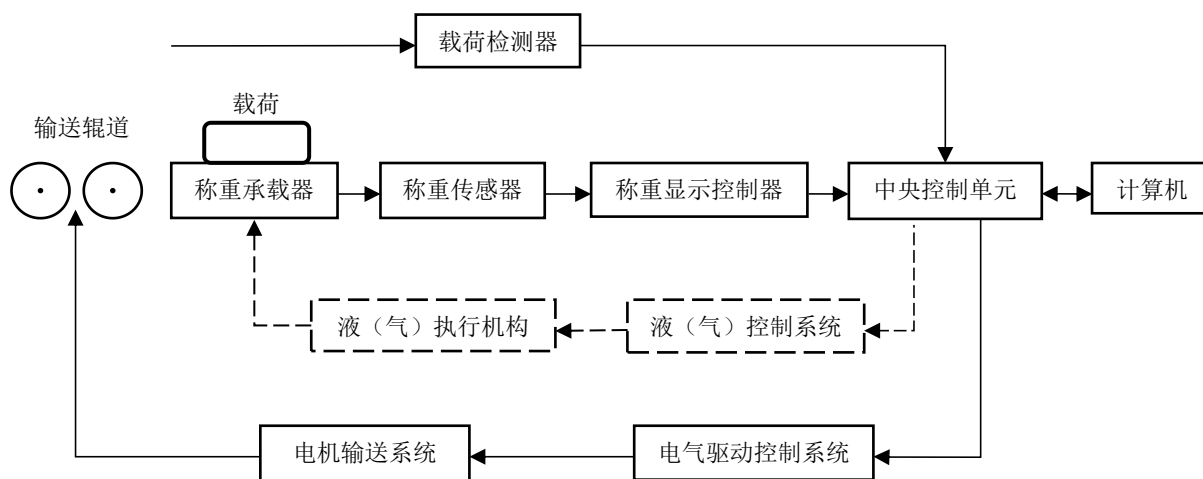 载荷检测器
载荷
输送辊道
称重承载器
称重传感器
称重显示控制器
中央控制单元
计算机
液（气）执行机构
液（气）控制系统
电机输送系统
电气驱动控制系统